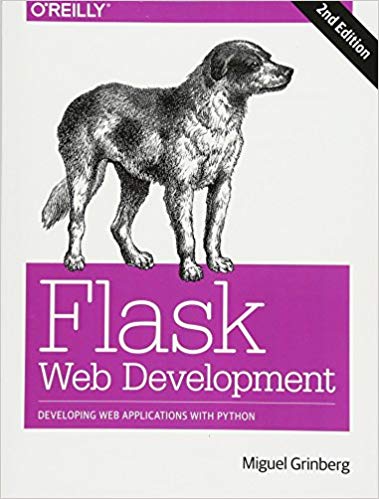 O'REILLY®
2nd Edition
Flask
Web Development
DEVELOPING WEB APPLICATIONS WITH PYTHON
Miguel Grinberg